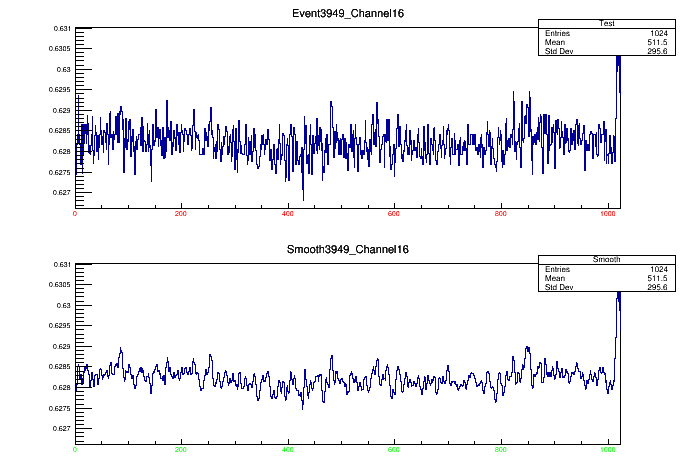 Event3949_Channel16
Test
Entries 1024
Mean 511.5
Std Dev 295.6
0.631
0.6305
0.63
0.6295
0.629
0.6285
0.628
0.6275
0.627
0 200 400 600 800 1000
Smooth3949_Channel16
Smooth
Entries 1024
Mean 511.5
Std Dev 295.6
0.631
0.6305
0.63
0.6295
0.629
0.6285
0.628
0.6275
0.627
0 200 400 600 800 1000